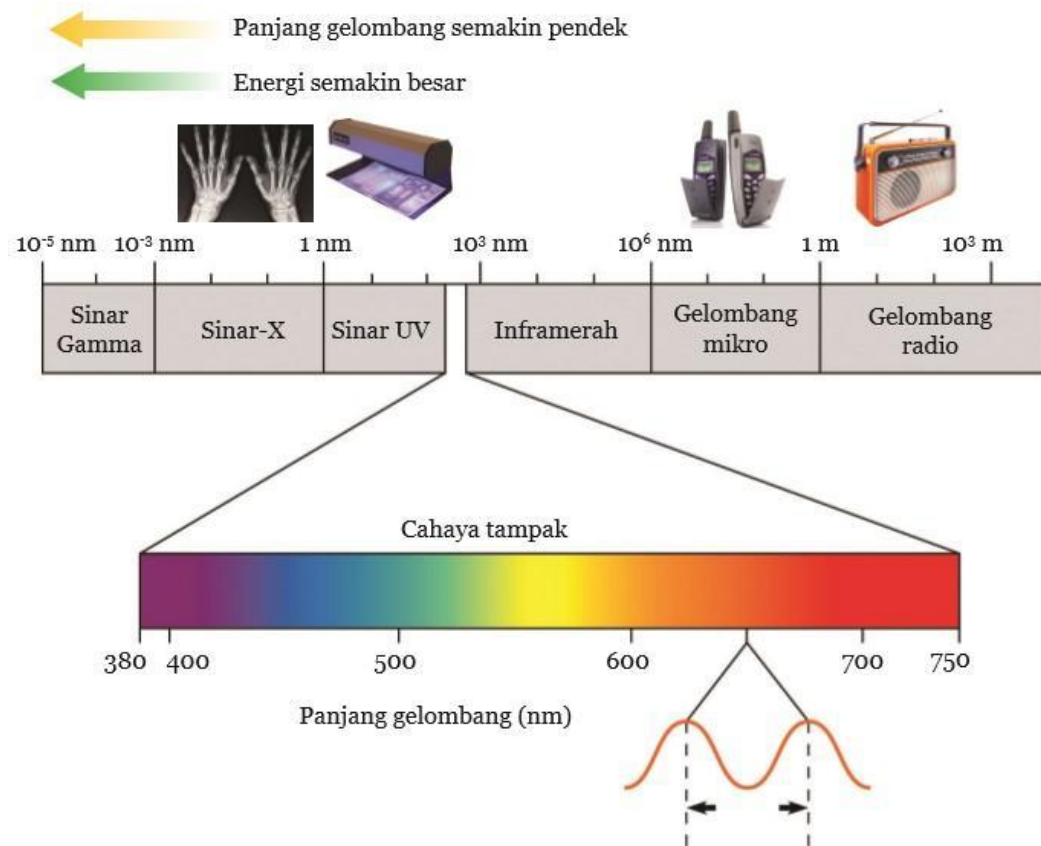 Panjang gelombang semakin pendek
Energi semakin besar
10⁻⁵ nm 10⁻³ nm 1 nm 10³ nm 10⁶ nm 1 m 10³ m
Sinar Gamma
Sinar-X
Sinar UV
Inframerah
Gelombang mikro
Gelombang radio
Cahaya tampak
380 400 500 600 700 750
Panjang gelombang (nm)